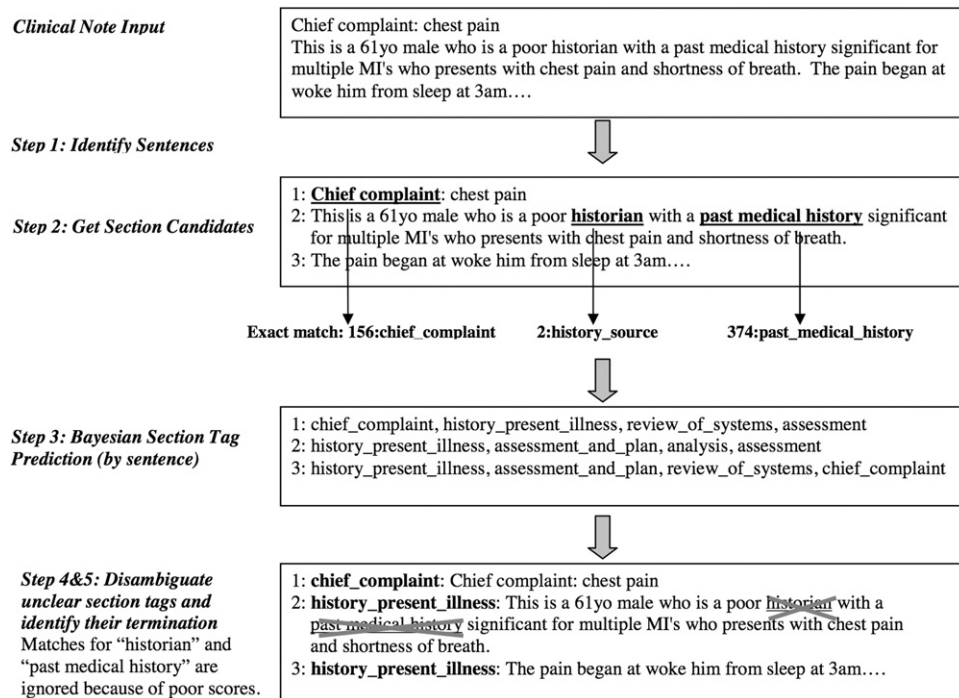 Clinical Note Input
Chief complaint: chest pain
This is a 61yo male who is a poor historian with a past medical history significant for
multiple MI's who presents with chest pain and shortness of breath.  The pain began at
woke him from sleep at 3am….
Step 1: Identify Sentences
Step 2: Get Section Candidates
1: Chief complaint: chest pain
2: This is a 61yo male who is a poor historian with a past medical history significant
for multiple MI's who presents with chest pain and shortness of breath.
3: The pain began at woke him from sleep at 3am….
Exact match: 156:chief_complaint 2:history_source 374:past_medical_history
Step 3: Bayesian Section Tag
Prediction (by sentence)
1: chief_complaint, history_present_illness, review_of_systems, assessment
2: history_present_illness, assessment_and_plan, analysis, assessment
3: history_present_illness, assessment_and_plan, review_of_systems, chief_complaint
Step 4&5: Disambiguate
unclear section tags and
identify their termination
Matches for “historian” and
“past medical history” are
ignored because of poor scores.
1: chief_complaint: Chief complaint: chest pain
2: history_present_illness: This is a 61yo male who is a poor historian with a
past medical history significant for multiple MI's who presents with chest pain
and shortness of breath.
3: history_present_illness: The pain began at woke him from sleep at 3am….